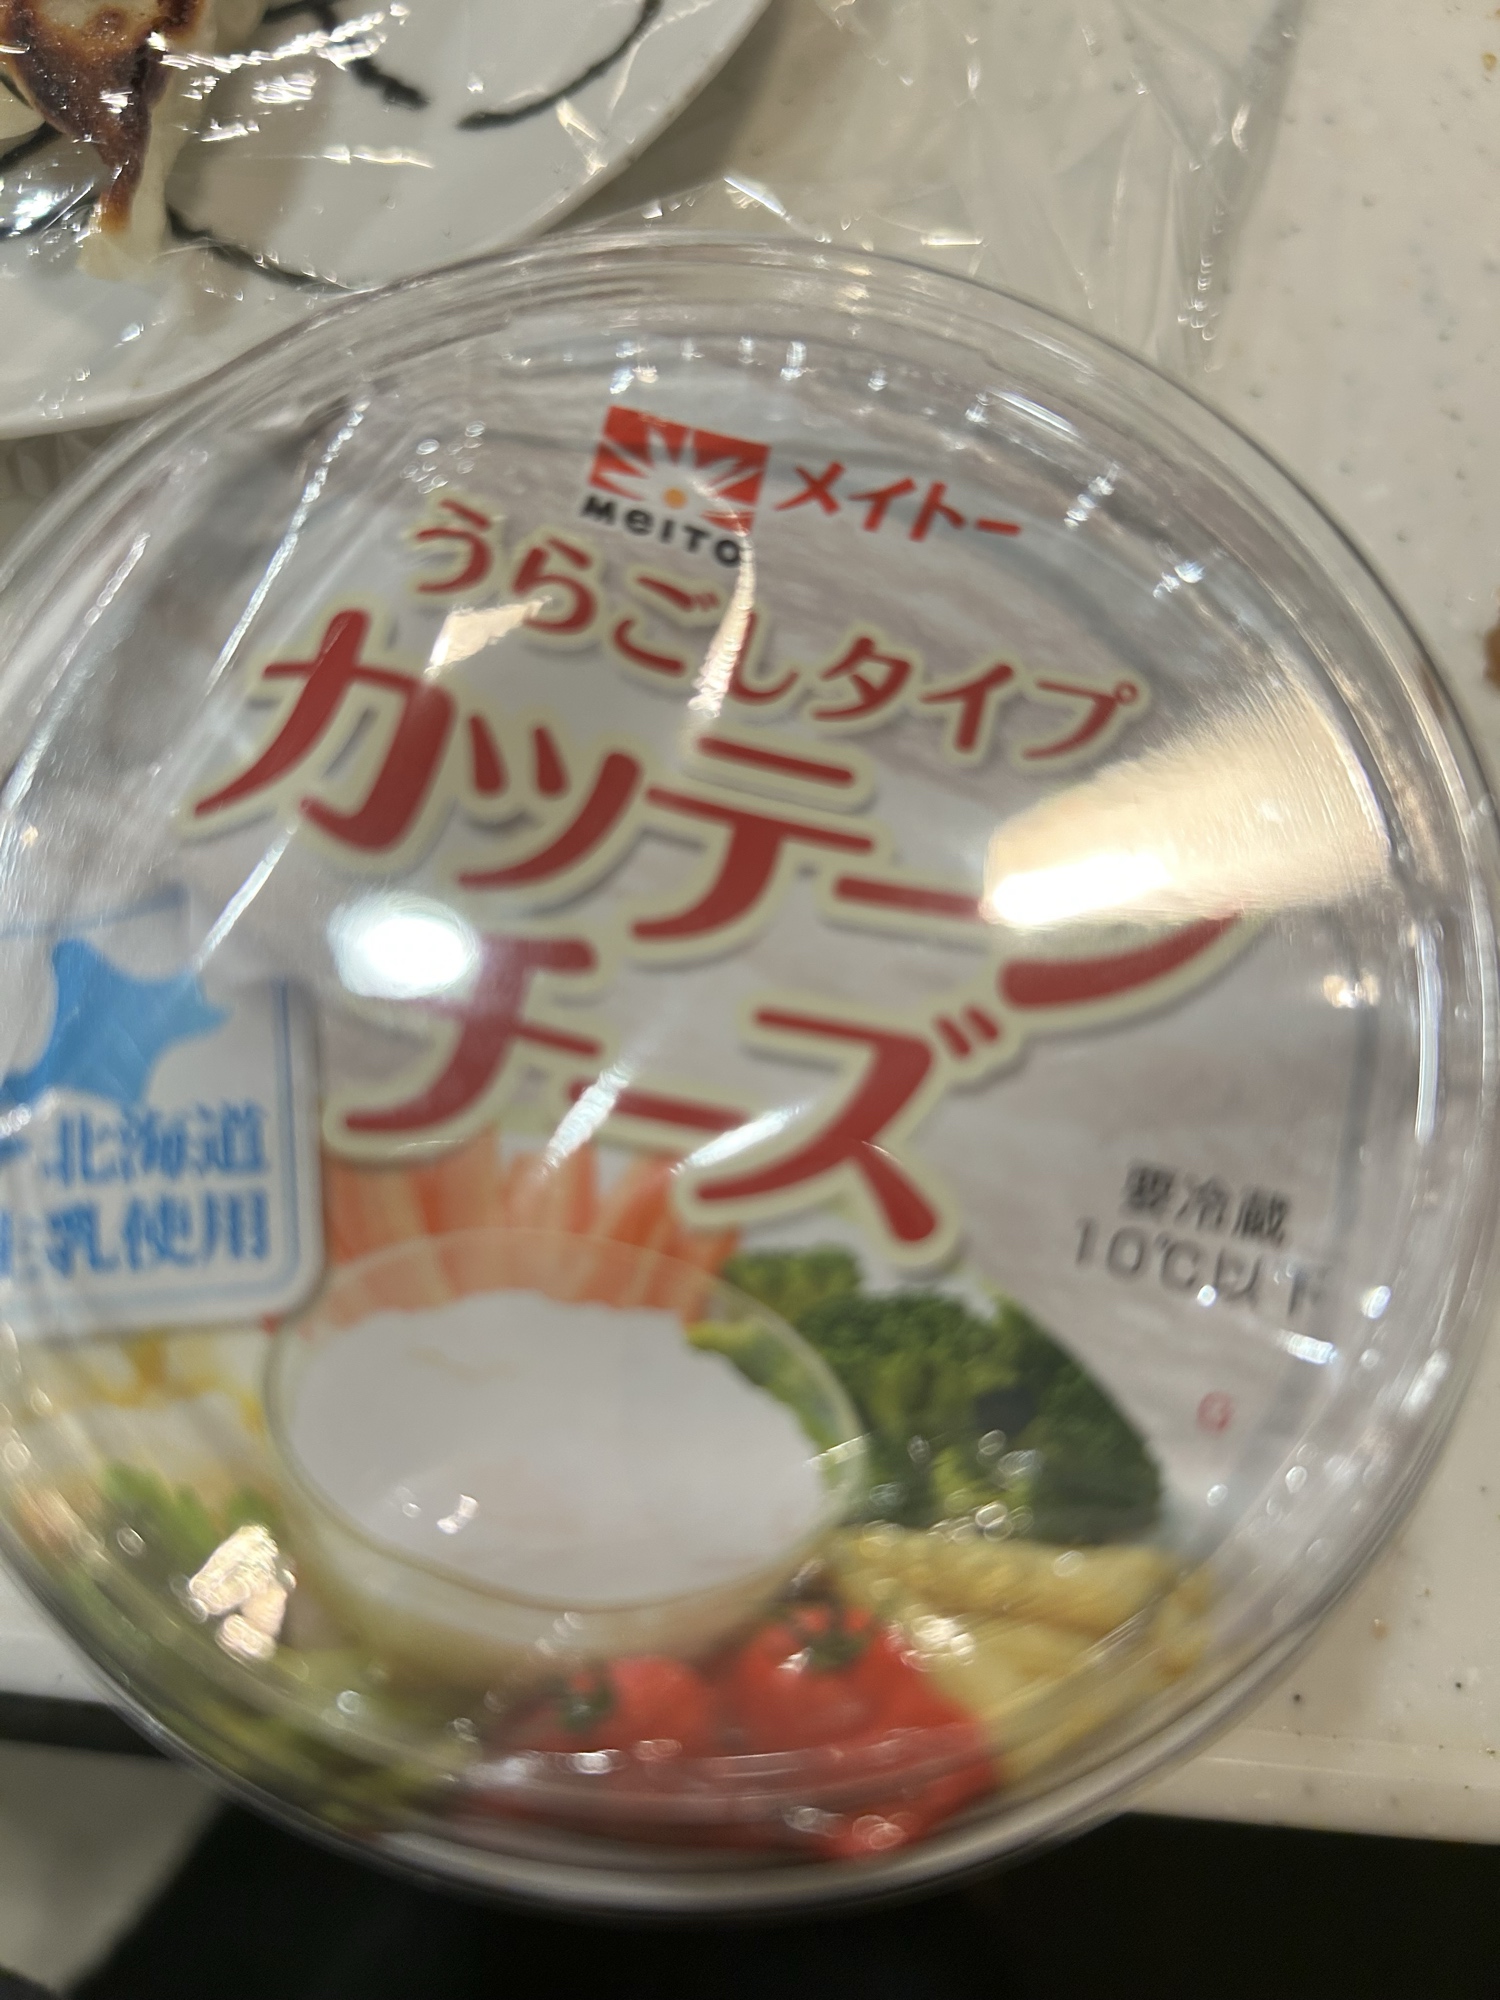 MEITO メイトー
うらごしタイプ
カッテージ
チーズ
北海道
生乳使用
要冷蔵
10℃以下
G